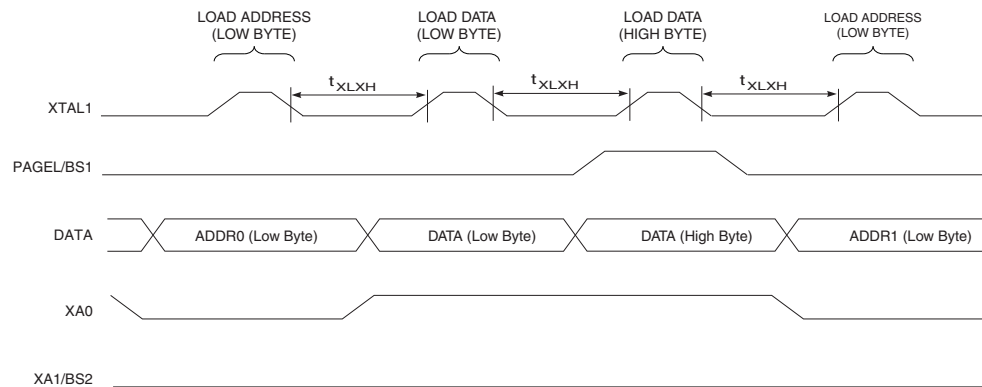 LOAD ADDRESS
(LOW BYTE)
LOAD DATA
(LOW BYTE)
LOAD DATA
(HIGH BYTE)
LOAD ADDRESS
(LOW BYTE)
tXLXH
tXLXH
tXLXH
XTAL1
PAGEL/BS1
DATA
ADDR0 (Low Byte)
DATA (Low Byte)
DATA (High Byte)
ADDR1 (Low Byte)
XA0
XA1/BS2